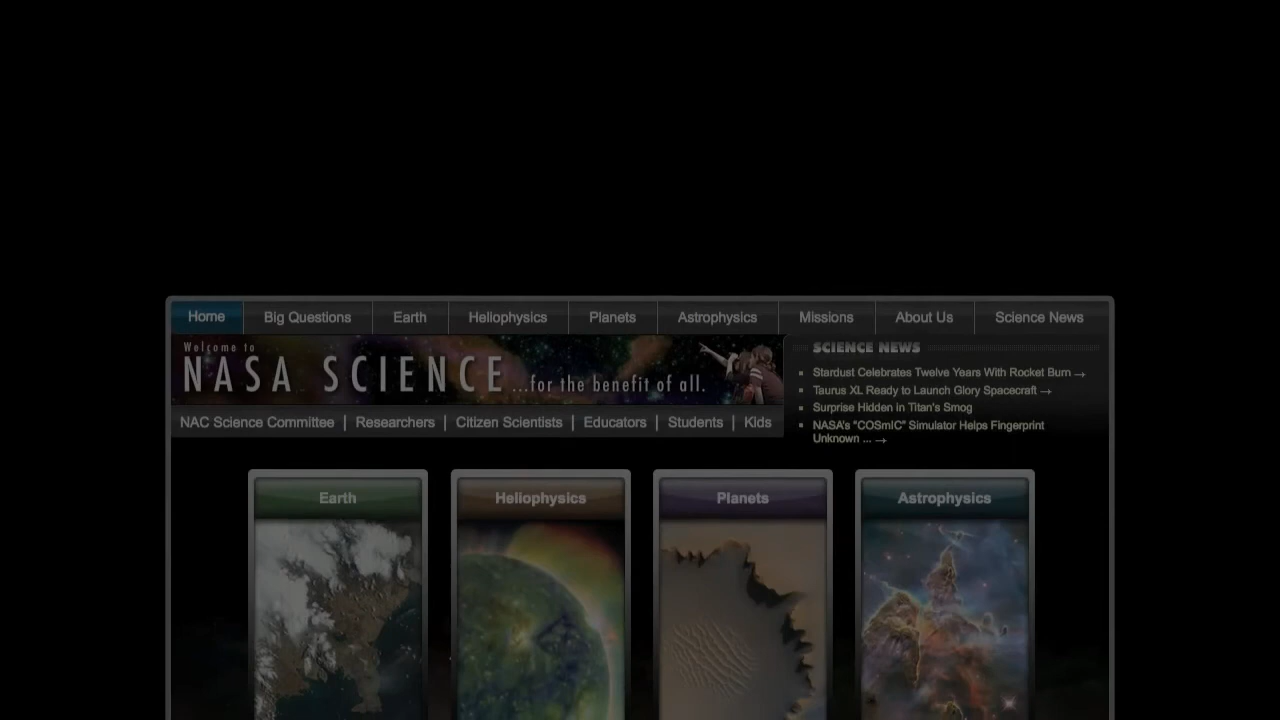 Home Big Questions Earth Heliophysics Planets Astrophysics Missions About Us Science News
Welcome to
NASA SCIENCE ...for the benefit of all.
NAC Science Committee | Researchers | Citizen Scientists | Educators | Students | Kids
SCIENCE NEWS
Stardust Celebrates Twelve Years With Rocket Burn →
Taurus XL Ready to Launch Glory Spacecraft →
Surprise Hidden in Titan's Smog
NASA's "COSmIC" Simulator Helps Fingerprint
Unknown ... →
Earth Heliophysics Planets Astrophysics